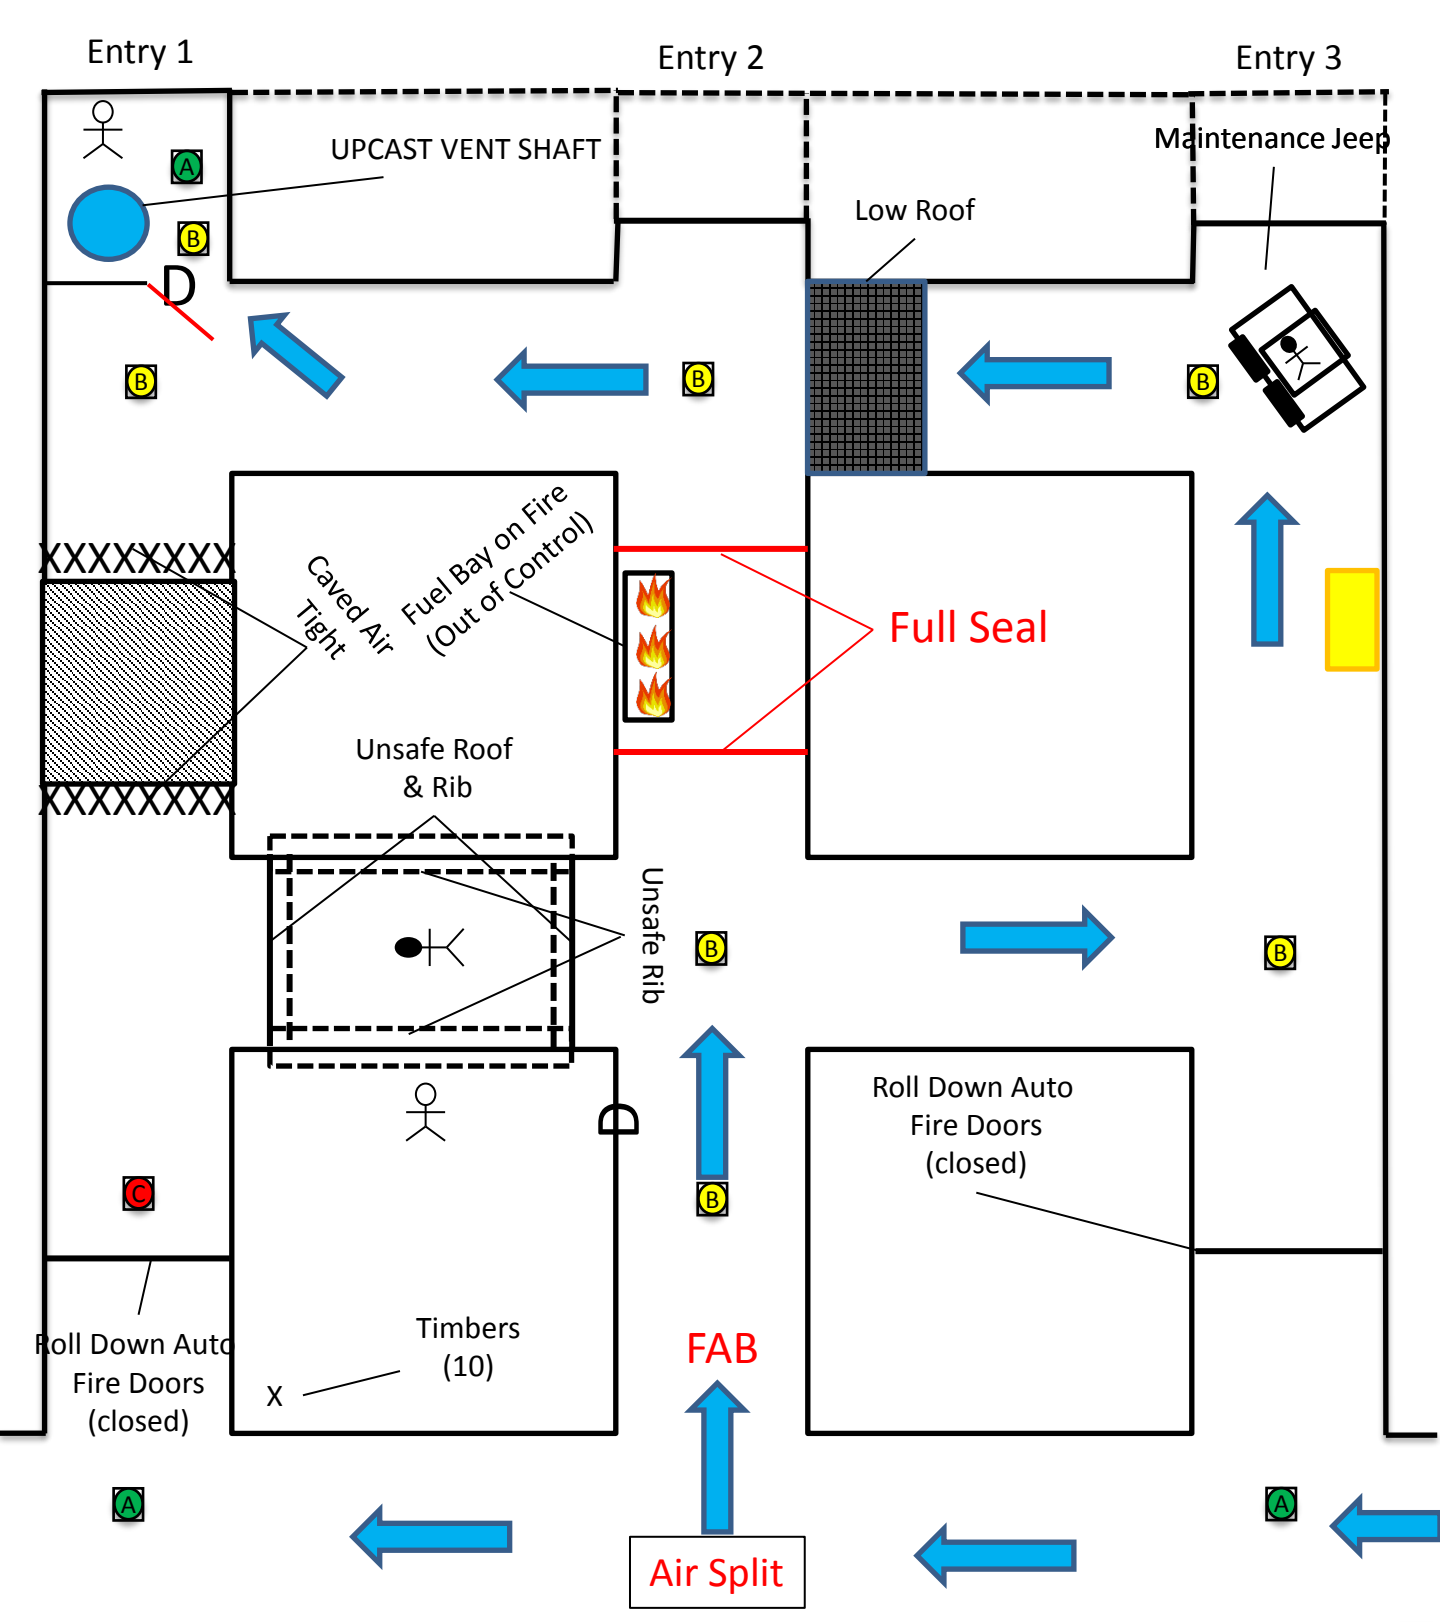 Entry 1
Entry 2
Entry 3
UPCAST VENT SHAFT
Maintenance Jeep
A
Low Roof
B
D
B
B
B
XXXXXXXX
Fuel Bay on Fire
(Out of Control)
Caved Air
Tight
Full Seal
Unsafe Roof
& Rib
XXXXXXXX
Unsafe Rib
B
B
Roll Down Auto
Fire Doors
(closed)
D
C
B
Timbers
(10)
X
FAB
Roll Down Auto
Fire Doors
(closed)
A
A
Air Split